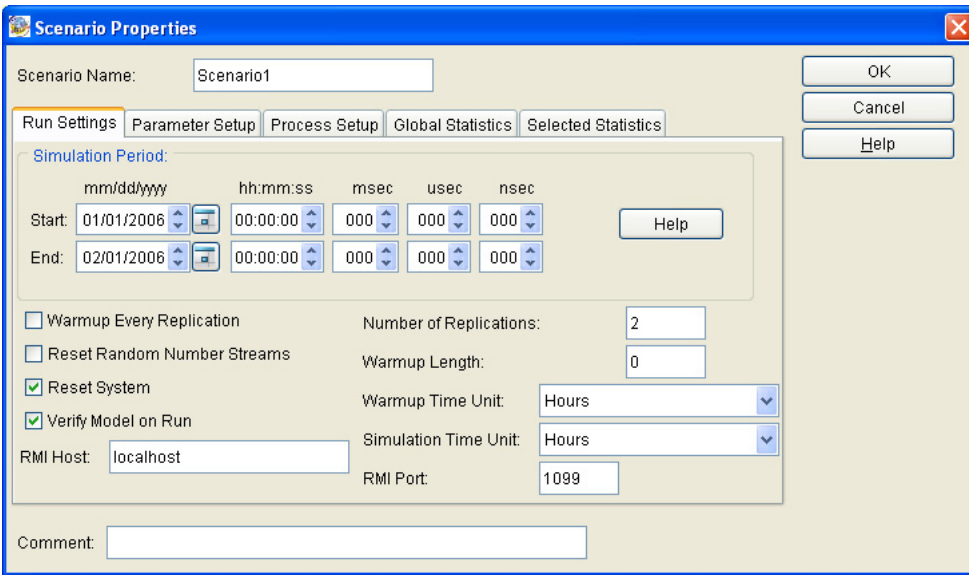 Scenario Properties
Scenario Name: Scenario1
OK
Cancel
Help
Run Settings Parameter Setup Process Setup Global Statistics Selected Statistics
Simulation Period:
mm/dd/yyyy hh:mm:ss msec usec nsec
Start: 01/01/2006 00:00:00 000 000 000
Help
End: 02/01/2006 00:00:00 000 000 000
Warmup Every Replication
Number of Replications: 2
Reset Random Number Streams
Warmup Length: 0
Reset System
Warmup Time Unit: Hours
Verify Model on Run
Simulation Time Unit: Hours
RMI Host: localhost
RMI Port: 1099
Comment: